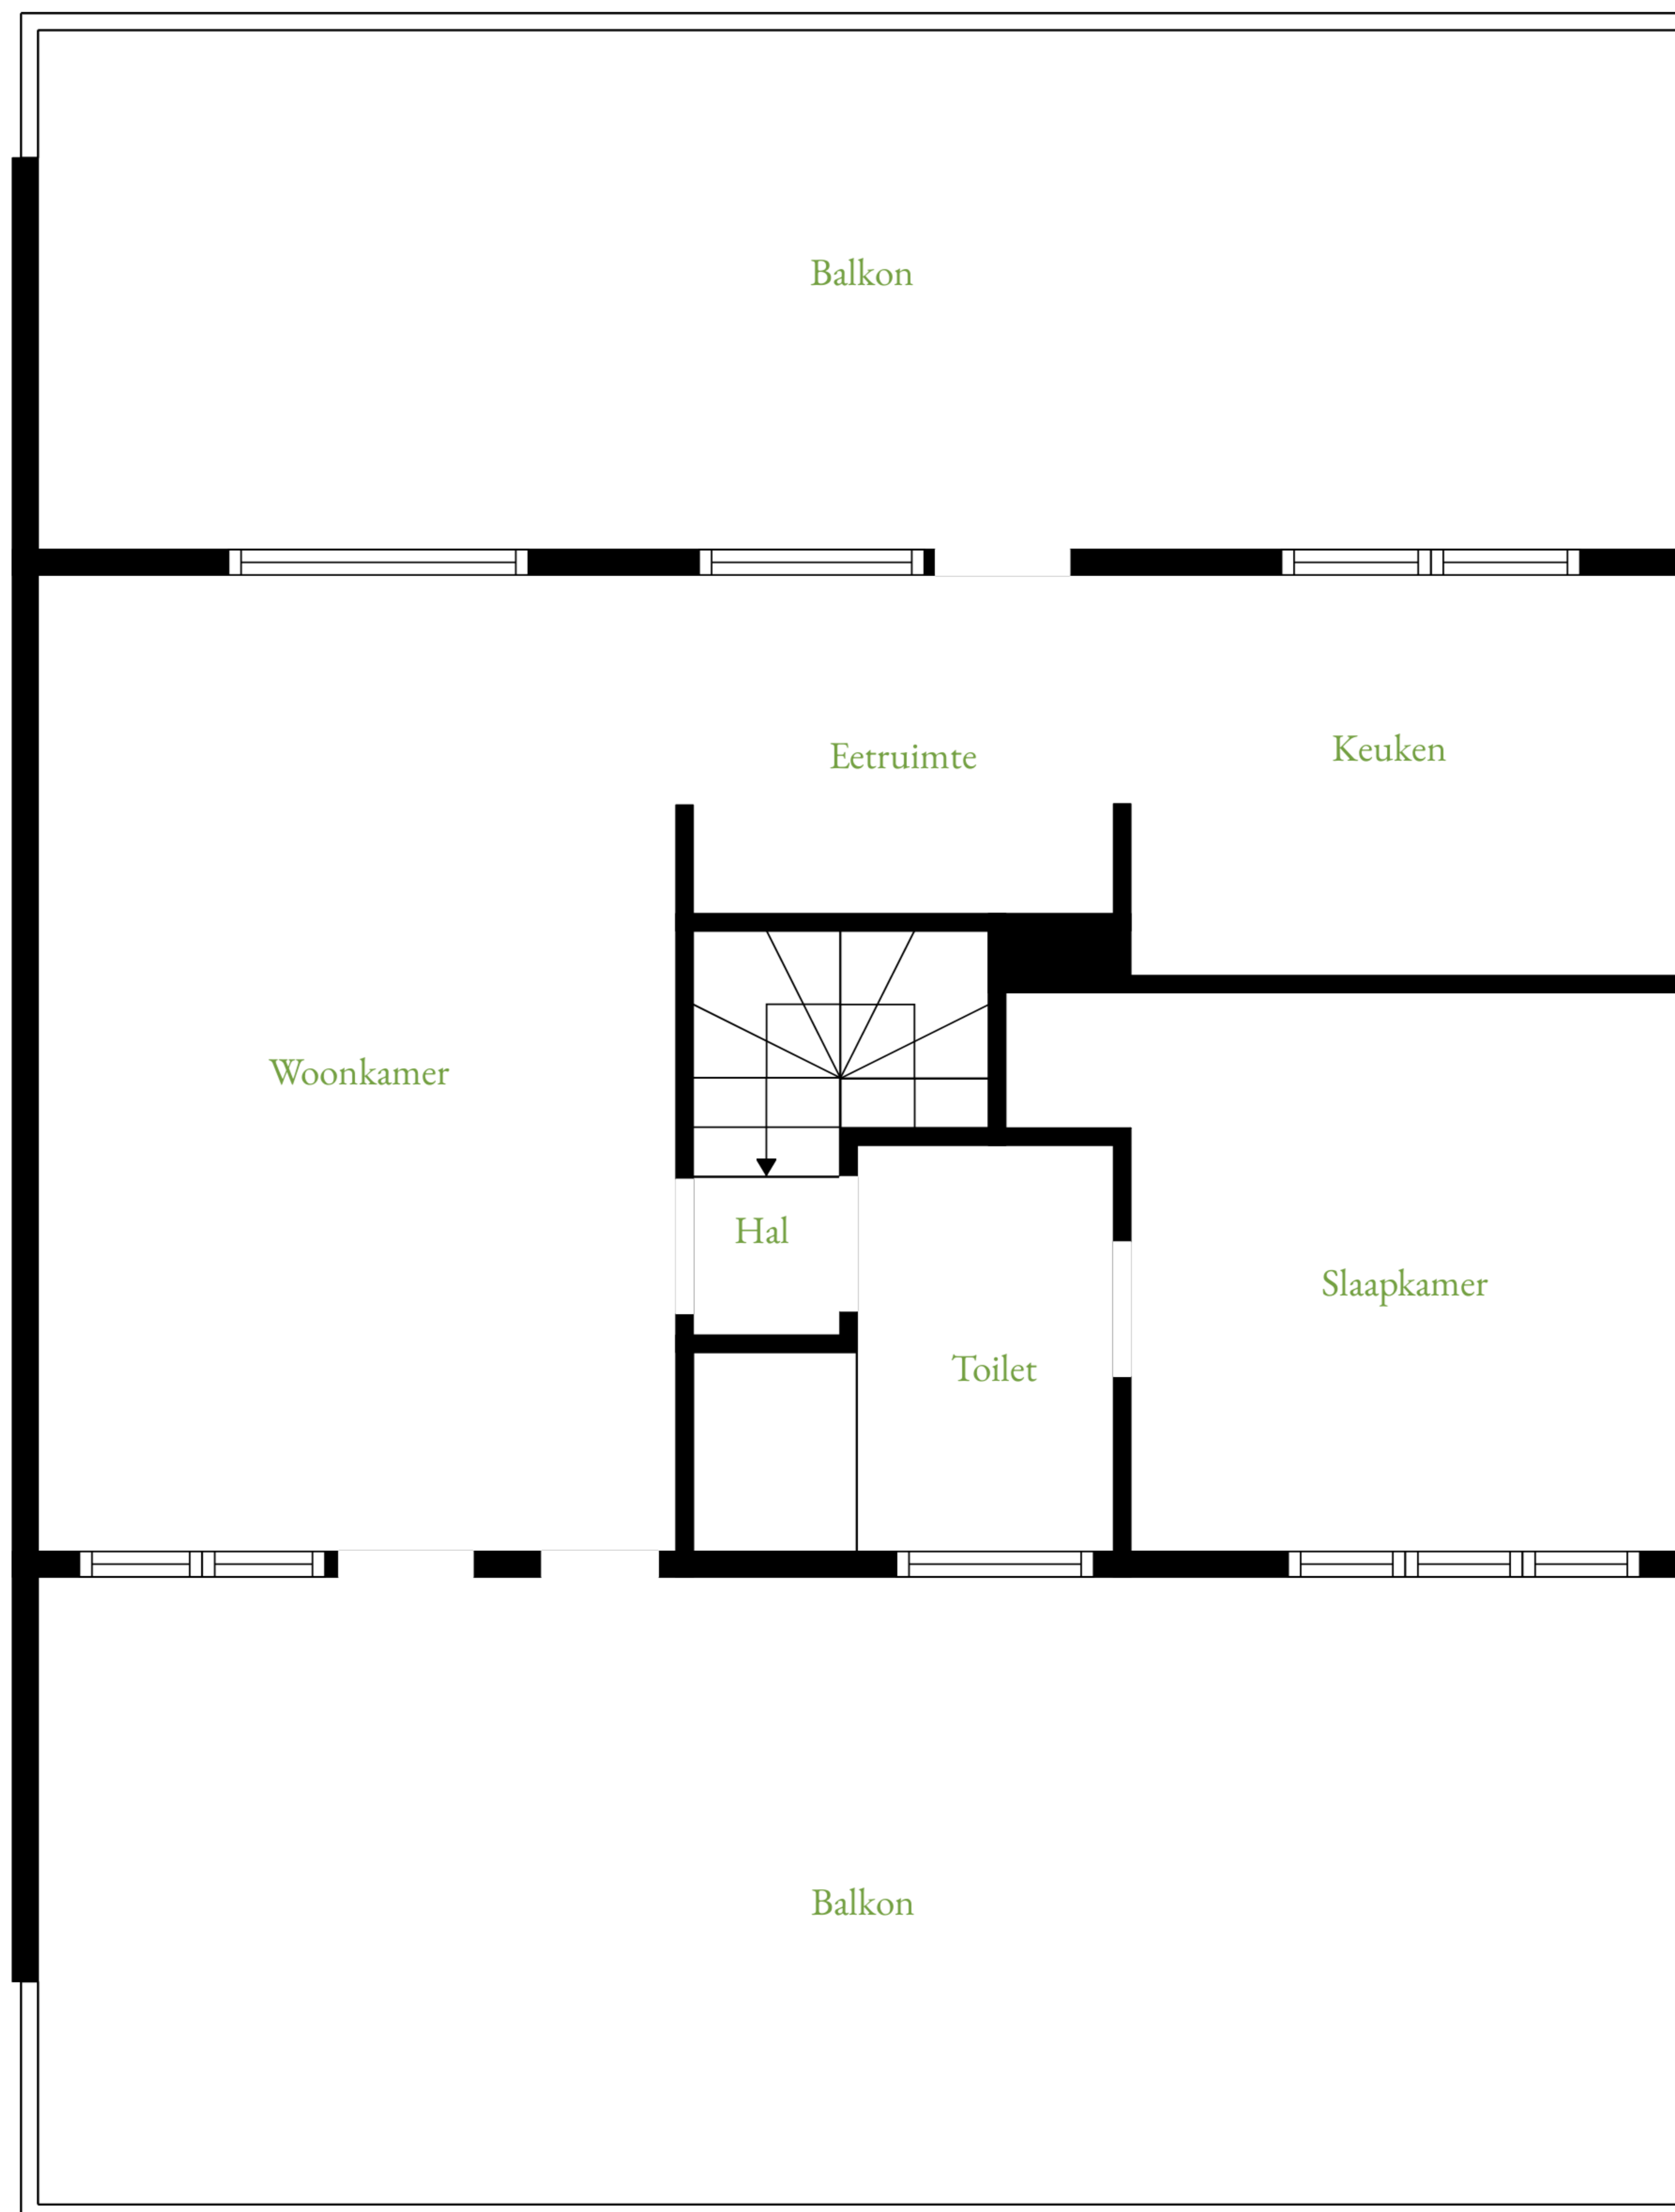 Balkon
Eetruimte
Keuken
Woonkamer
Hal
Slaapkamer
Toilet
Balkon